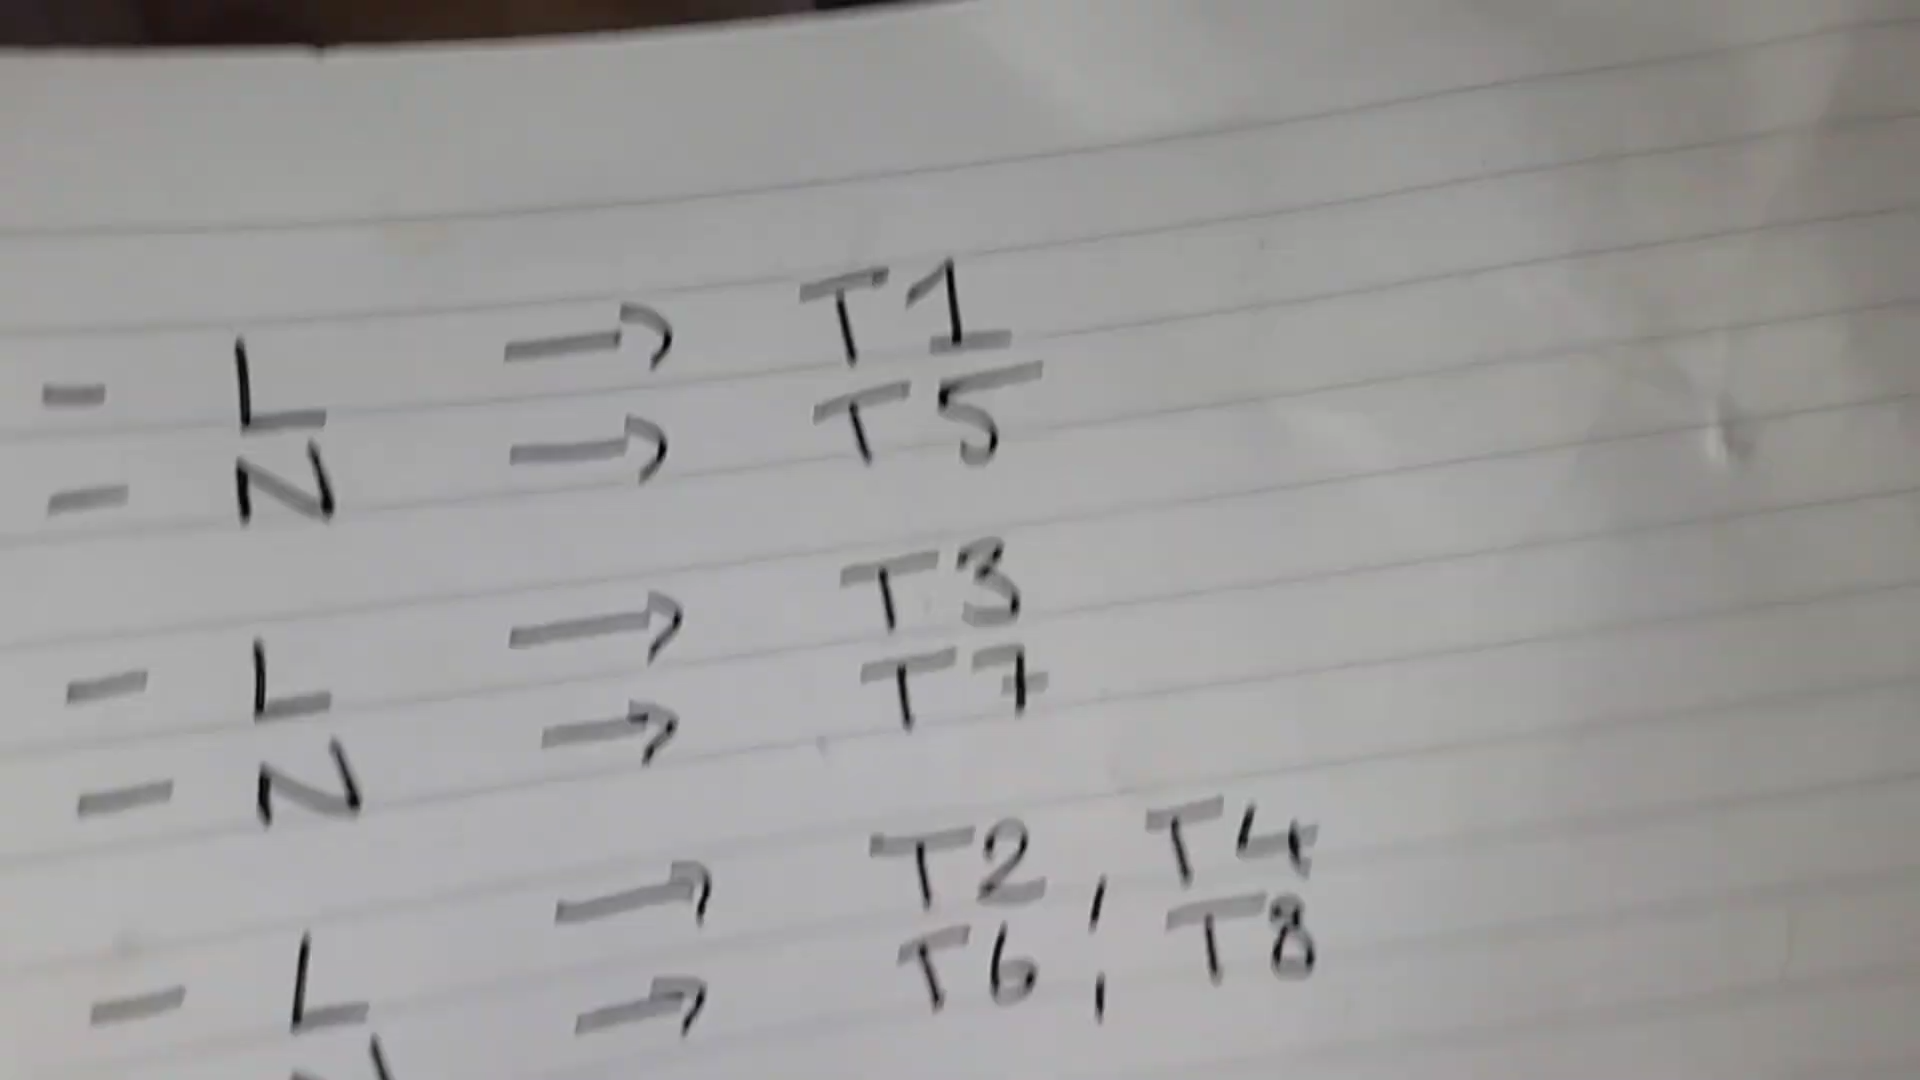 - L → T1
- N → T5
- L → T3
- N → T7
- L → T2 ; T4
N → T6 ; T8